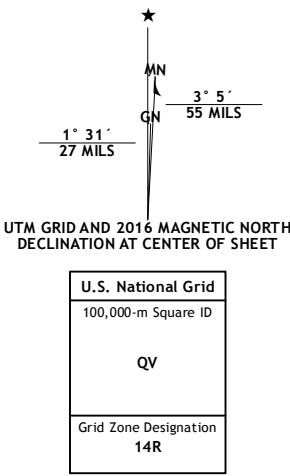 ★
MN
3° 5´
55 MILS
GN
1° 31´
27 MILS
UTM GRID AND 2016 MAGNETIC NORTH
DECLINATION AT CENTER OF SHEET
U.S. National Grid
100,000-m Square ID
QV
Grid Zone Designation
14R